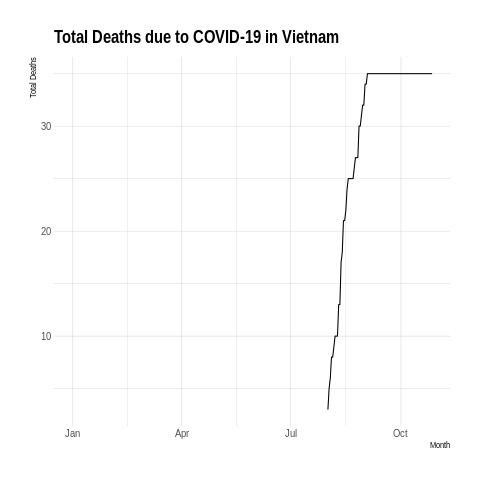 Total Deaths due to COVID-19 in Vietnam
Total Deaths
30
20
10
Jan Apr Jul Oct
Month